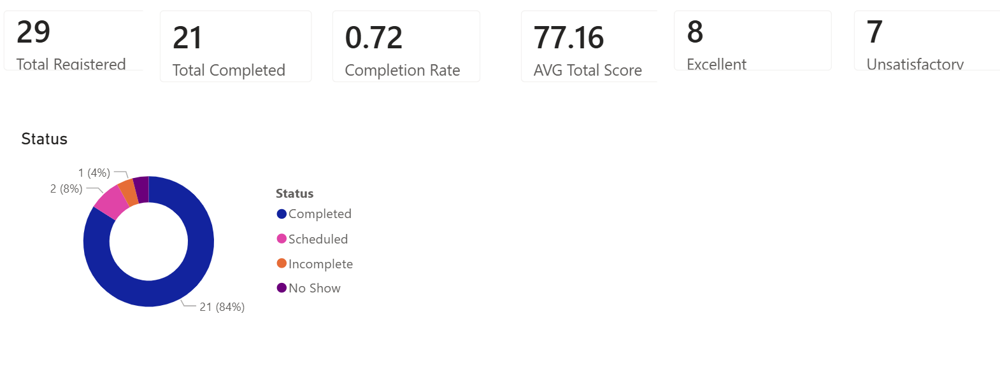 29
Total Registered
21
Total Completed
0.72
Completion Rate
77.16
AVG Total Score
8
Excellent
7
Unsatisfactory
Status
1 (4%)
2 (8%)
21 (84%)
Status
Completed
Scheduled
Incomplete
No Show